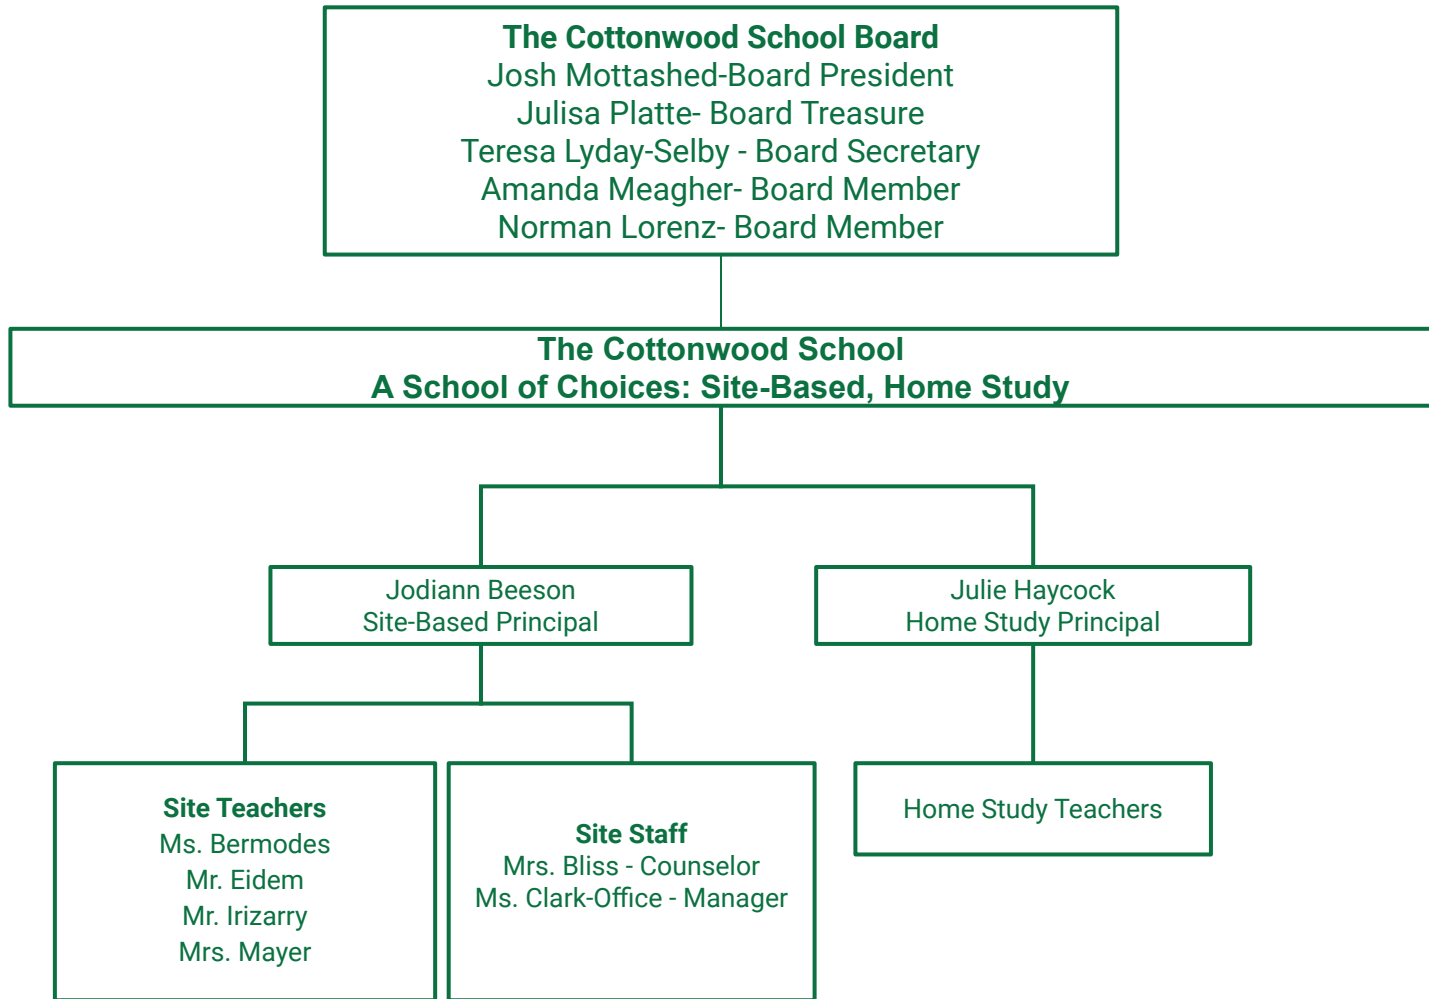 The Cottonwood School Board
Josh Mottashed-Board President
Julisa Platte- Board Treasure
Teresa Lyday-Selby - Board Secretary
Amanda Meagher- Board Member
Norman Lorenz- Board Member
The Cottonwood School
A School of Choices: Site-Based, Home Study
Jodiann Beeson
Site-Based Principal
Julie Haycock
Home Study Principal
Site Teachers
Ms. Bermodes
Mr. Eidem
Mr. Irizarry
Mrs. Mayer
Site Staff
Mrs. Bliss - Counselor
Ms. Clark-Office - Manager
Home Study Teachers